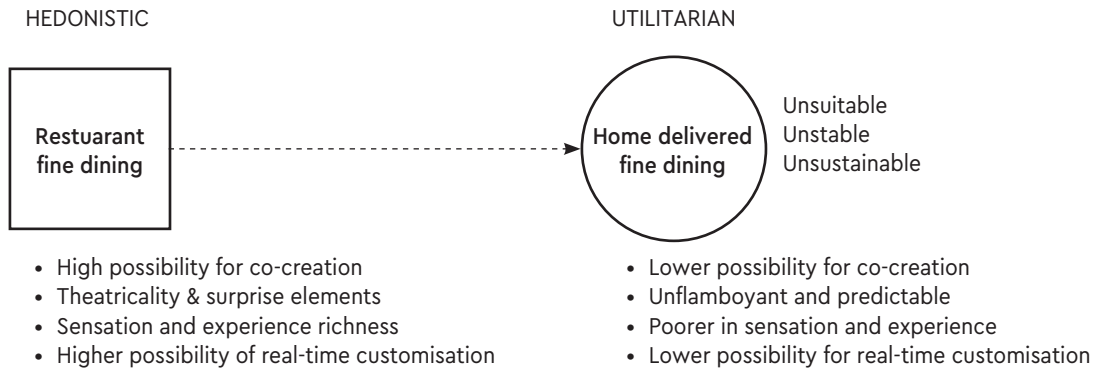 HEDONISTIC
UTILITARIAN
Restuarant
fine dining
Home delivered
fine dining
Unsuitable
Unstable
Unsustainable
• High possibility for co-creation
• Theatricality & surprise elements
• Sensation and experience richness
• Higher possibility of real-time customisation
• Lower possibility for co-creation
• Unflamboyant and predictable
• Poorer in sensation and experience
• Lower possibility for real-time customisation